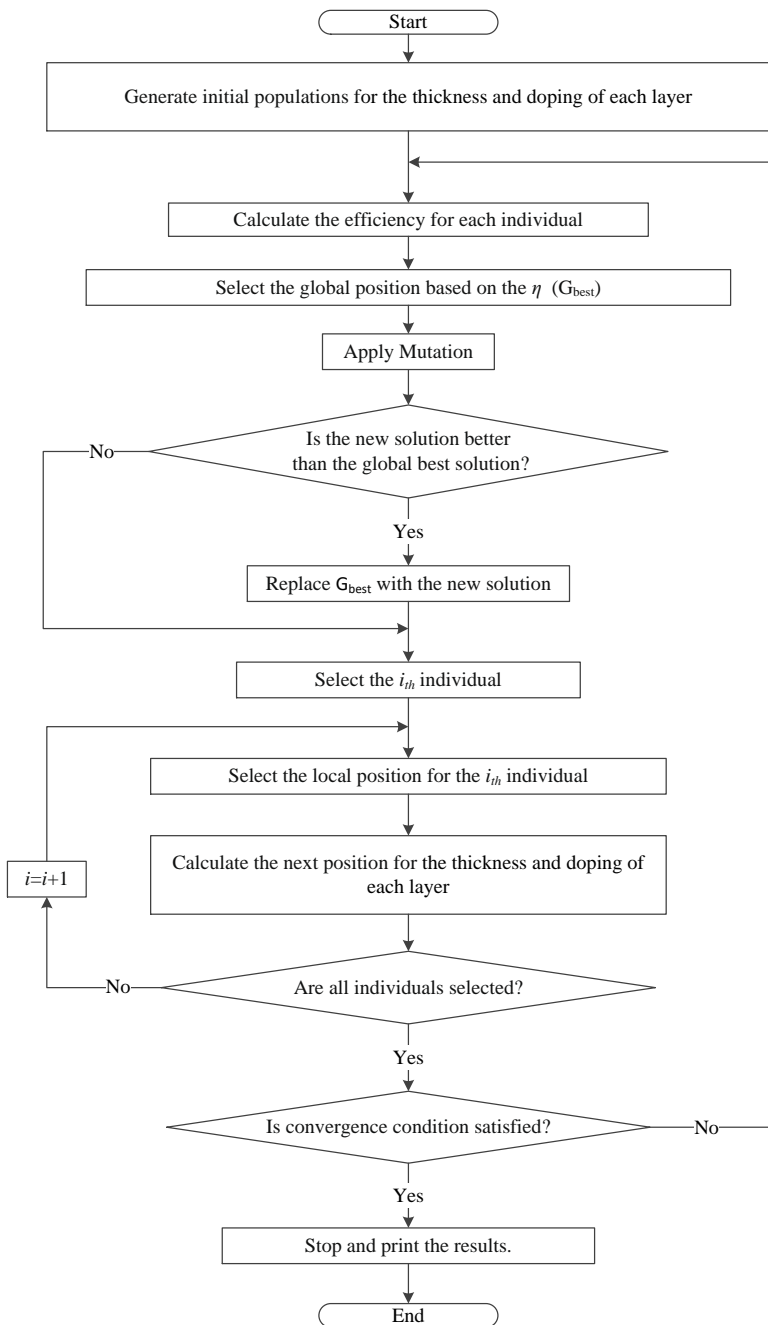 Start
Generate initial populations for the thickness and doping of each layer
Calculate the efficiency for each individual
Select the global position based on the η (Gbest)
Apply Mutation
Is the new solution better
than the global best solution?
No
Yes
Replace Gbest with the new solution
Select the ith individual
Select the local position for the ith individual
Calculate the next position for the thickness and doping of
each layer
i=i+1
Are all individuals selected?
No
Yes
Is convergence condition satisfied?
No
Yes
Stop and print the results.
End